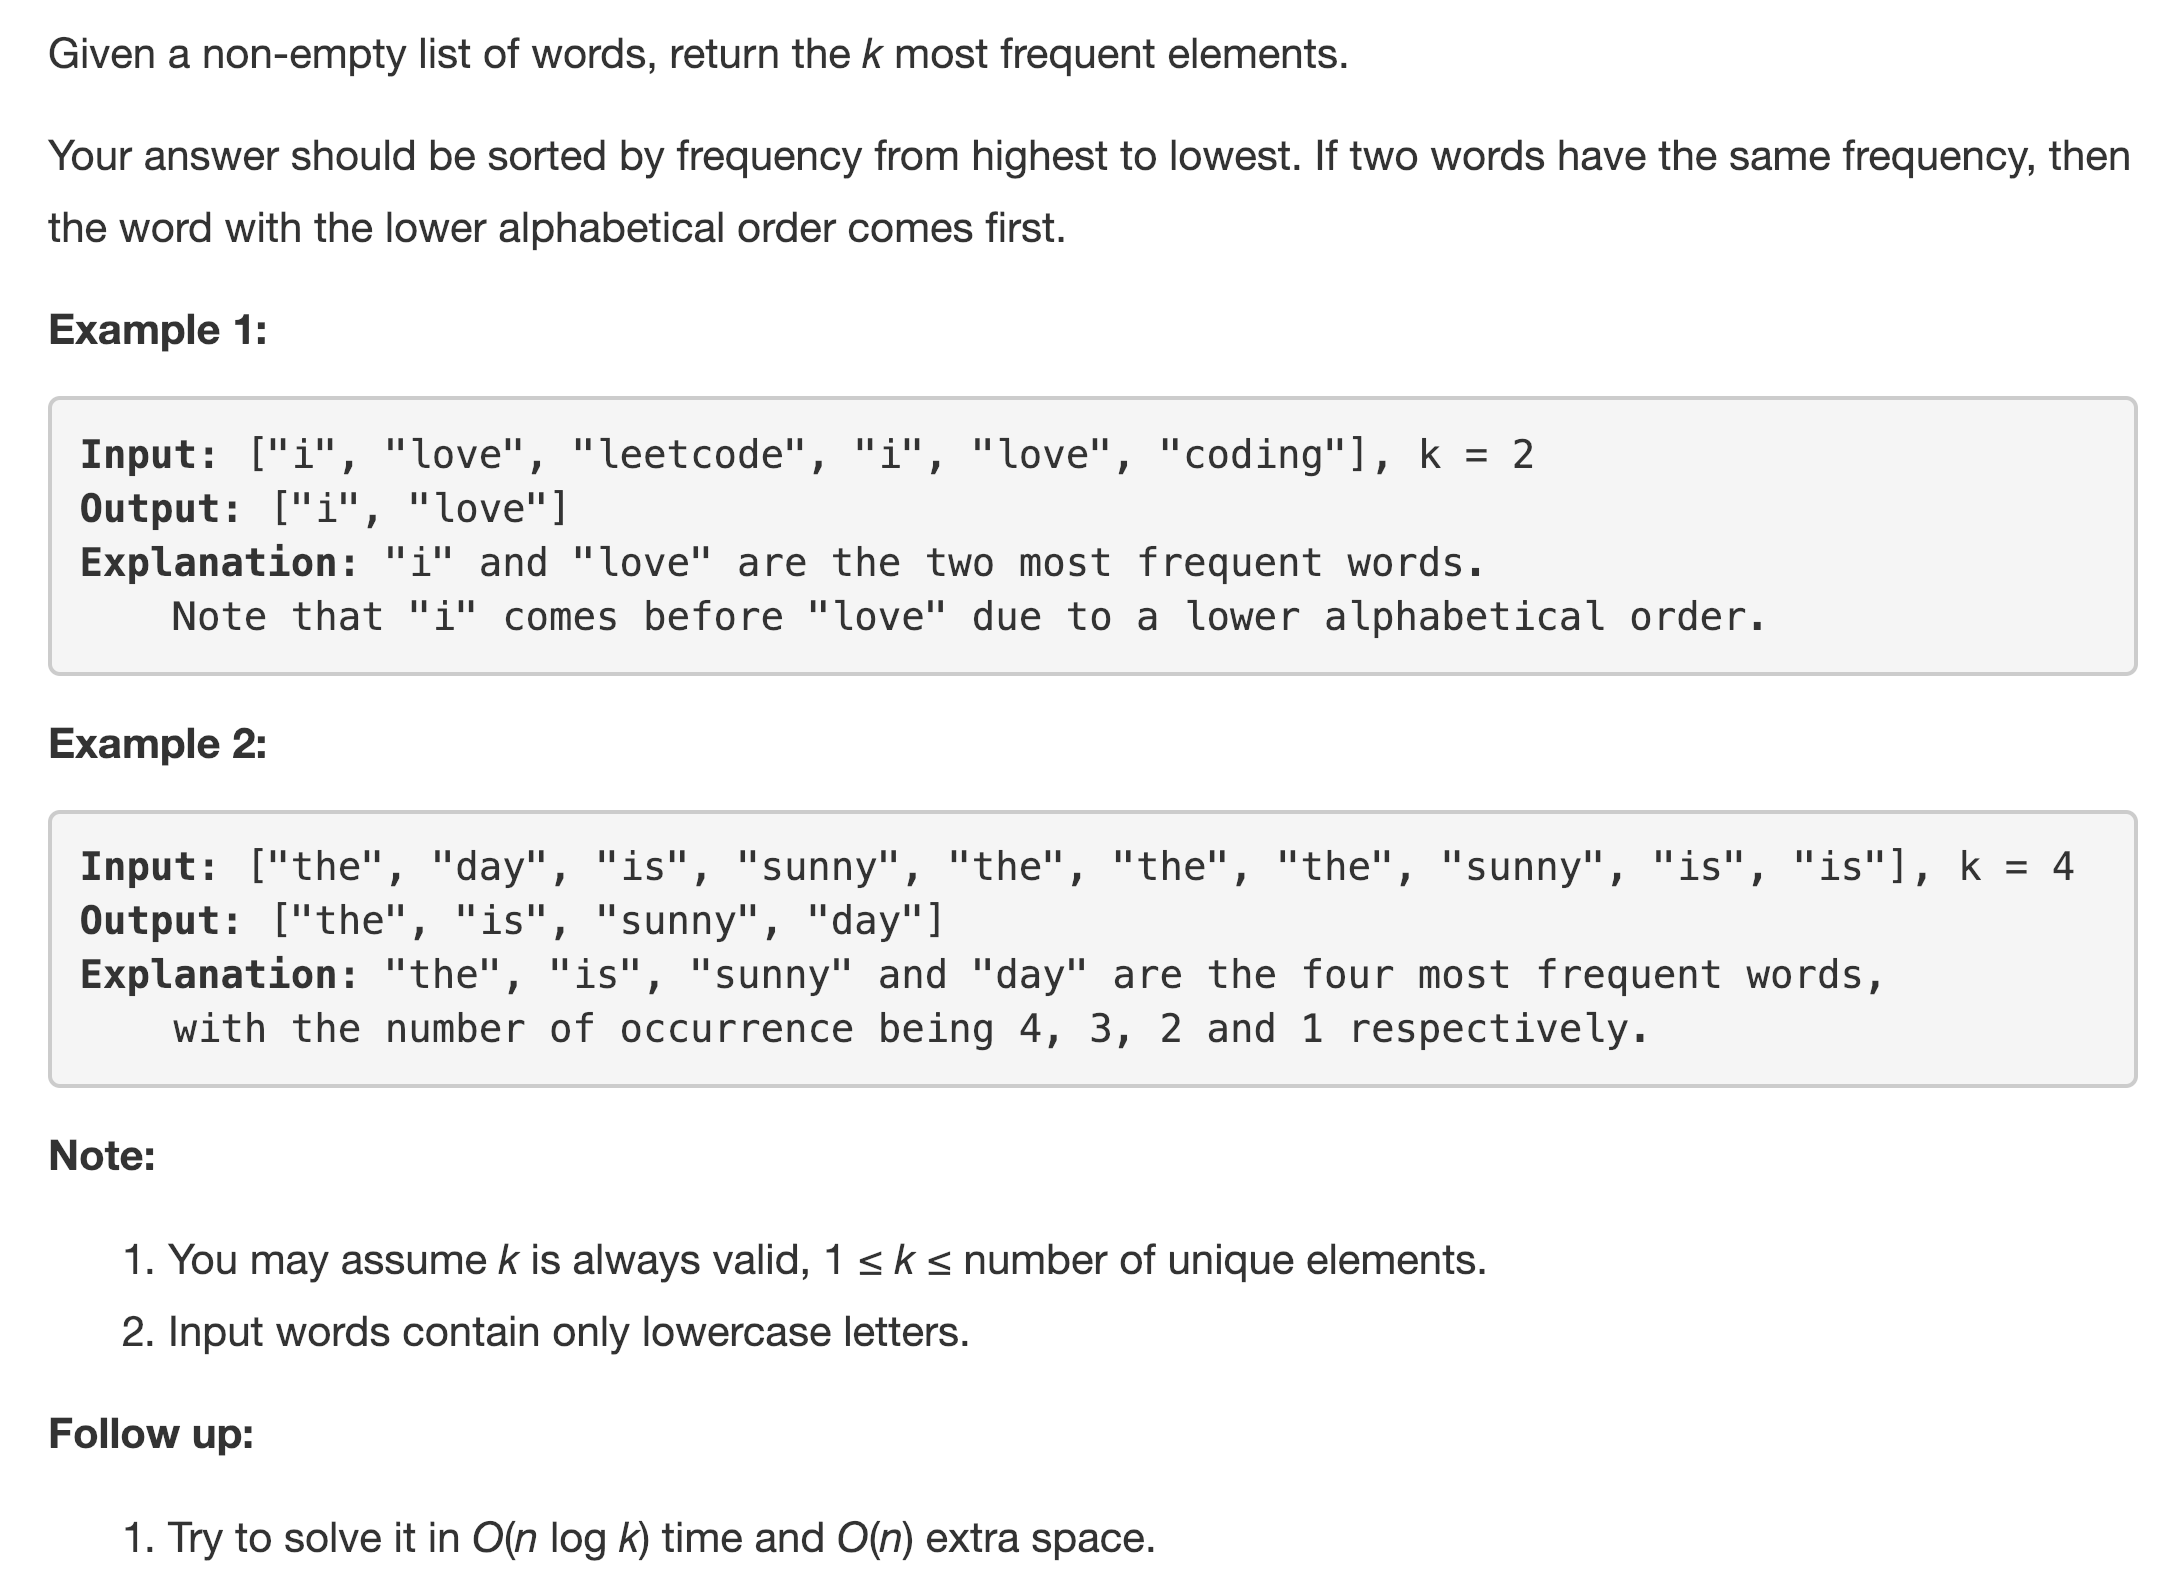 Given a non-empty list of words, return the k most frequent elements.
Your answer should be sorted by frequency from highest to lowest. If two words have the same frequency, then
the word with the lower alphabetical order comes first.
Example 1:
Input: ["i", "love", "leetcode", "i", "love", "coding"], k = 2
Output: ["i", "love"]
Explanation: "i" and "love" are the two most frequent words.
Note that "i" comes before "love" due to a lower alphabetical order.
Example 2:
Input: ["the", "day", "is", "sunny", "the", "the", "the", "sunny", "is", "is"], k = 4
Output: ["the", "is", "sunny", "day"]
Explanation: "the", "is", "sunny" and "day" are the four most frequent words,
with the number of occurrence being 4, 3, 2 and 1 respectively.
Note:
1. You may assume k is always valid, 1 ≤ k ≤ number of unique elements.
2. Input words contain only lowercase letters.
Follow up:
1. Try to solve it in O(n log k) time and O(n) extra space.